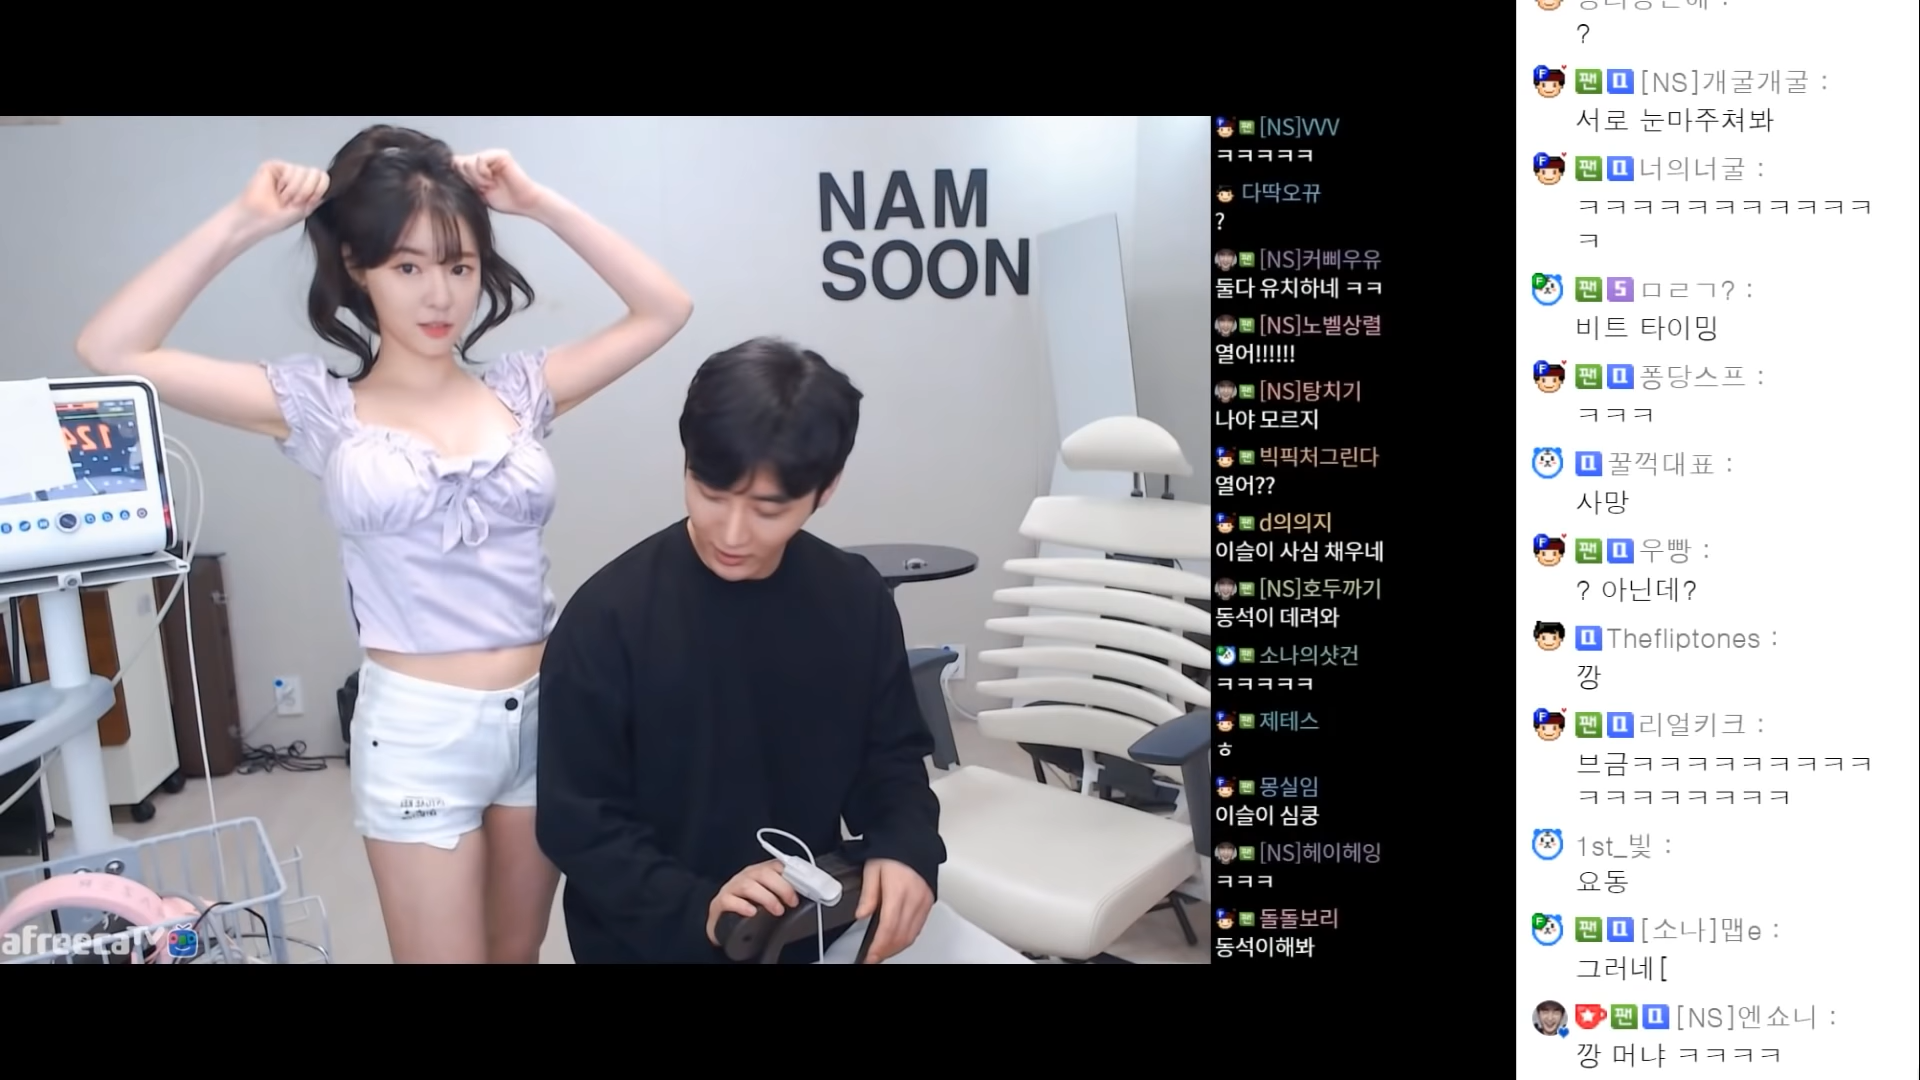 NAM
SOON
124
afreecaTV
[NS]VVV
ㅋㅋㅋㅋㅋ
다딱오뀨
?
[NS]커삐우유
둘다 유치하네 ㅋㅋ
[NS]노벨상렬
열어!!!!!!
[NS]탕치기
나야 모르지
빅픽처그린다
열어??
d의의지
이슬이 사심 채우네
[NS]호두까기
동석이 데려와
소나의샷건
ㅋㅋㅋㅋㅋ
제테스
ㅎ
몽실임
이슬이 심쿵
[NS]헤이헤잉
ㅋㅋㅋ
돌돌보리
동석이해봐
?
팬 [NS]개굴개굴 :
서로 눈마주쳐봐
팬 너의너굴 :
ㅋㅋㅋㅋㅋㅋㅋㅋㅋㅋㅋ
ㅋ
팬 S ㅁㄹㄱ? :
비트 타이밍
팬 퐁당스프 :
ㅋㅋㅋ
꿀꺽대표 :
사망
팬 우빵 :
? 아닌데?
Thefliptones :
깡
팬 리얼키크 :
브금ㅋㅋㅋㅋㅋㅋㅋㅋㅋ
ㅋㅋㅋㅋㅋㅋㅋㅋ
1st_빛 :
요동
팬 [소나]맵e :
그러네[
팬 [NS]엔쇼니 :
깡 머냐 ㅋㅋㅋㅋ